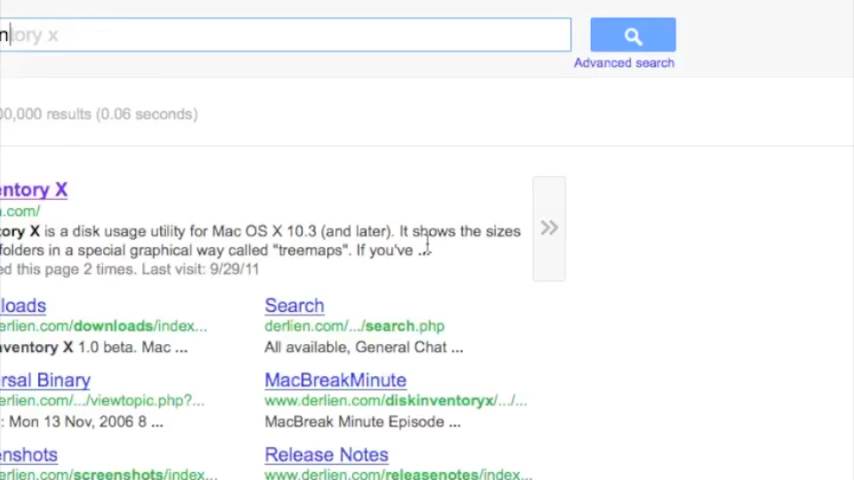 ntory x
Advanced search
00,000 results (0.06 seconds)
entory X
n.com/
tory X is a disk usage utility for Mac OS X 10.3 (and later). It shows the sizes
folders in a special graphical way called "treemaps". If you've ...
ed this page 2 times. Last visit: 9/29/11
loads
Search
erlien.com/downloads/index...
derlien.com/.../search.php
nventory X 1.0 beta. Mac ...
All available, General Chat ...
rsal Binary
MacBreakMinute
erlien.com/.../viewtopic.php?...
www.derlien.com/diskinventoryx/.../...
: Mon 13 Nov, 2006 8 ...
MacBreak Minute Episode ...
enshots
Release Notes
erlien.com/screenshots/index...
www.derlien.com/releasenotes/index...